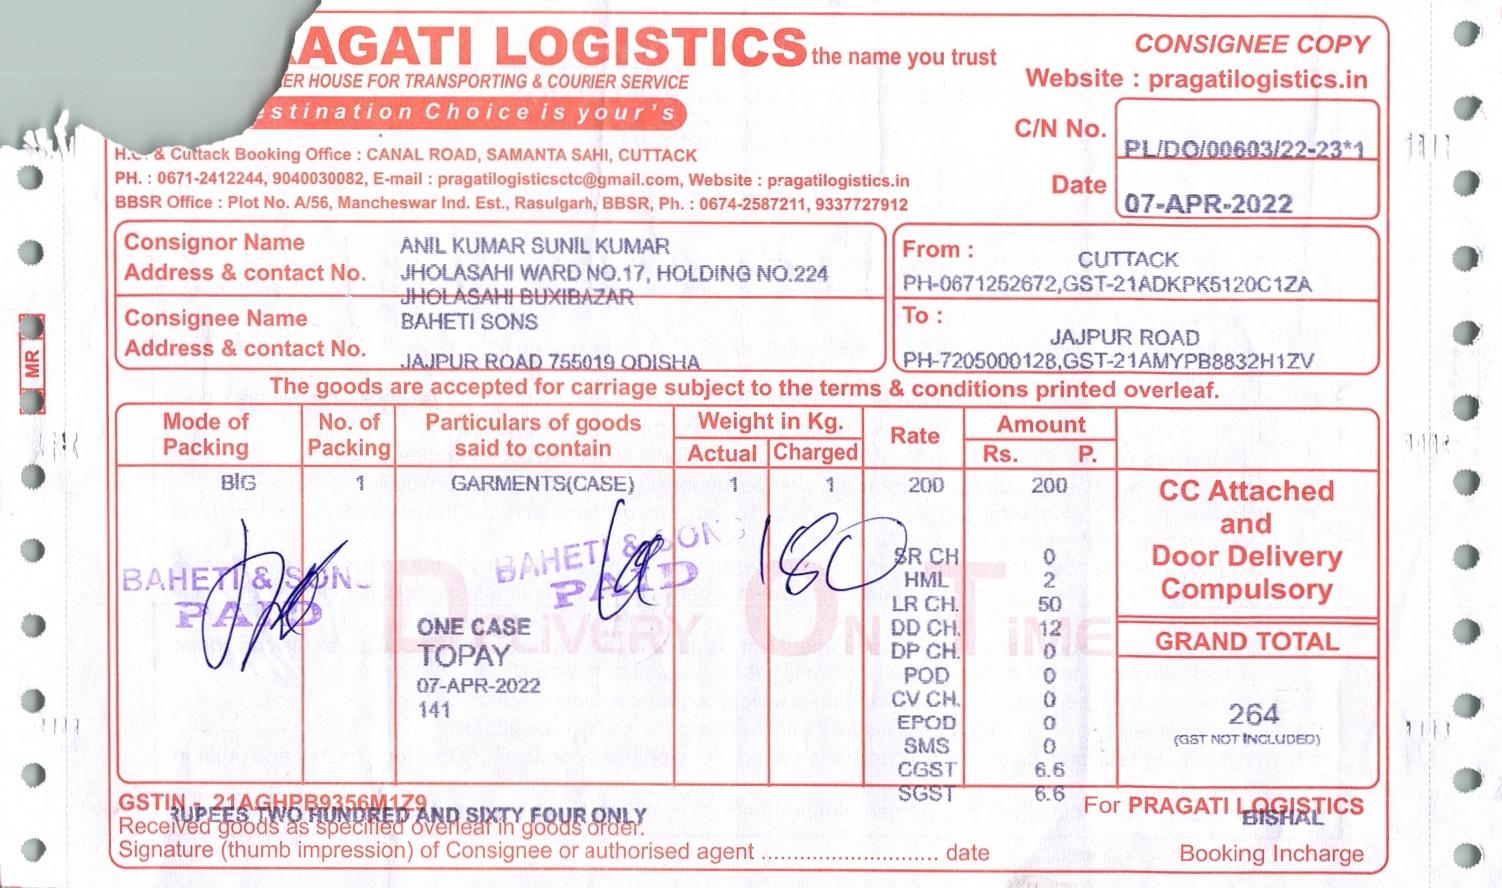 AGATI LOGISTICS the name you trust
ER HOUSE FOR TRANSPORTING & COURIER SERVICE
estination Choice is your's
CONSIGNEE COPY
Website : pragatilogistics.in
C/N No. PL/DO/00603/22-23*1
Date 07-APR-2022
H.O. & Cuttack Booking Office : CANAL ROAD, SAMANTA SAHI, CUTTACK
PH. : 0671-2412244, 9040030082, E-mail : pragatilogisticsctc@gmail.com, Website : pragatilogistics.in
BBSR Office : Plot No. A/56, Mancheswar Ind. Est., Rasulgarh, BBSR, Ph. : 0674-2587211, 9337727912
Consignor Name ANIL KUMAR SUNIL KUMAR
Address & contact No. JHOLASAHI WARD NO.17, HOLDING NO.224
JHOLASAHI BUXIBAZAR
Consignee Name BAHETI SONS
Address & contact No. JAJPUR ROAD 755019 ODISHA
From : CUTTACK
PH-0671252672,GST-21ADKPK5120C1ZA
To : JAJPUR ROAD
PH-7205000128,GST-21AMYPB8832H1ZV
MR
The goods are accepted for carriage subject to the terms & conditions printed overleaf.
Mode of Packing No. of Packing Particulars of goods said to contain Weight in Kg. Actual Charged Rate Amount Rs. P.
BIG 1 GARMENTS(CASE) 1 1 200 200
CC Attached
and
Door Delivery
Compulsory
GRAND TOTAL
264
(GST NOT INCLUDED)
BAHETI & SON
PAID
BAHETI & SON
PAID
180
DELIVERY ON TIME
ONE CASE
TOPAY
07-APR-2022
141
SR CH 0
HML 2
LR CH. 50
DD CH. 12
DP CH. 0
POD 0
CV CH. 0
EPOD 0
SMS 0
CGST 6.6
SGST 6.6
GSTIN - 21AGHPB9356M1Z9
RUPEES TWO HUNDRED AND SIXTY FOUR ONLY
Received goods as specified overleaf in goods order.
Signature (thumb impression) of Consignee or authorised agent ............................ date
For PRAGATI LOGISTICS
BISHAL
Booking Incharge